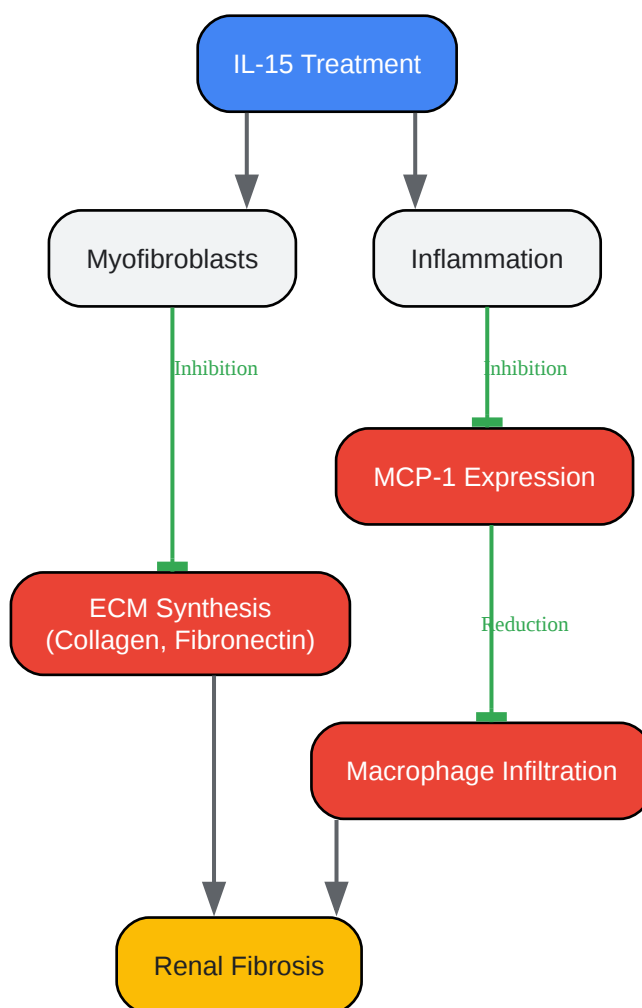 IL-15 Treatment
Myofibroblasts
Inflammation
Inhibition
Inhibition
MCP-1 Expression
ECM Synthesis
(Collagen, Fibronectin)
Reduction
Macrophage Infiltration
Renal Fibrosis